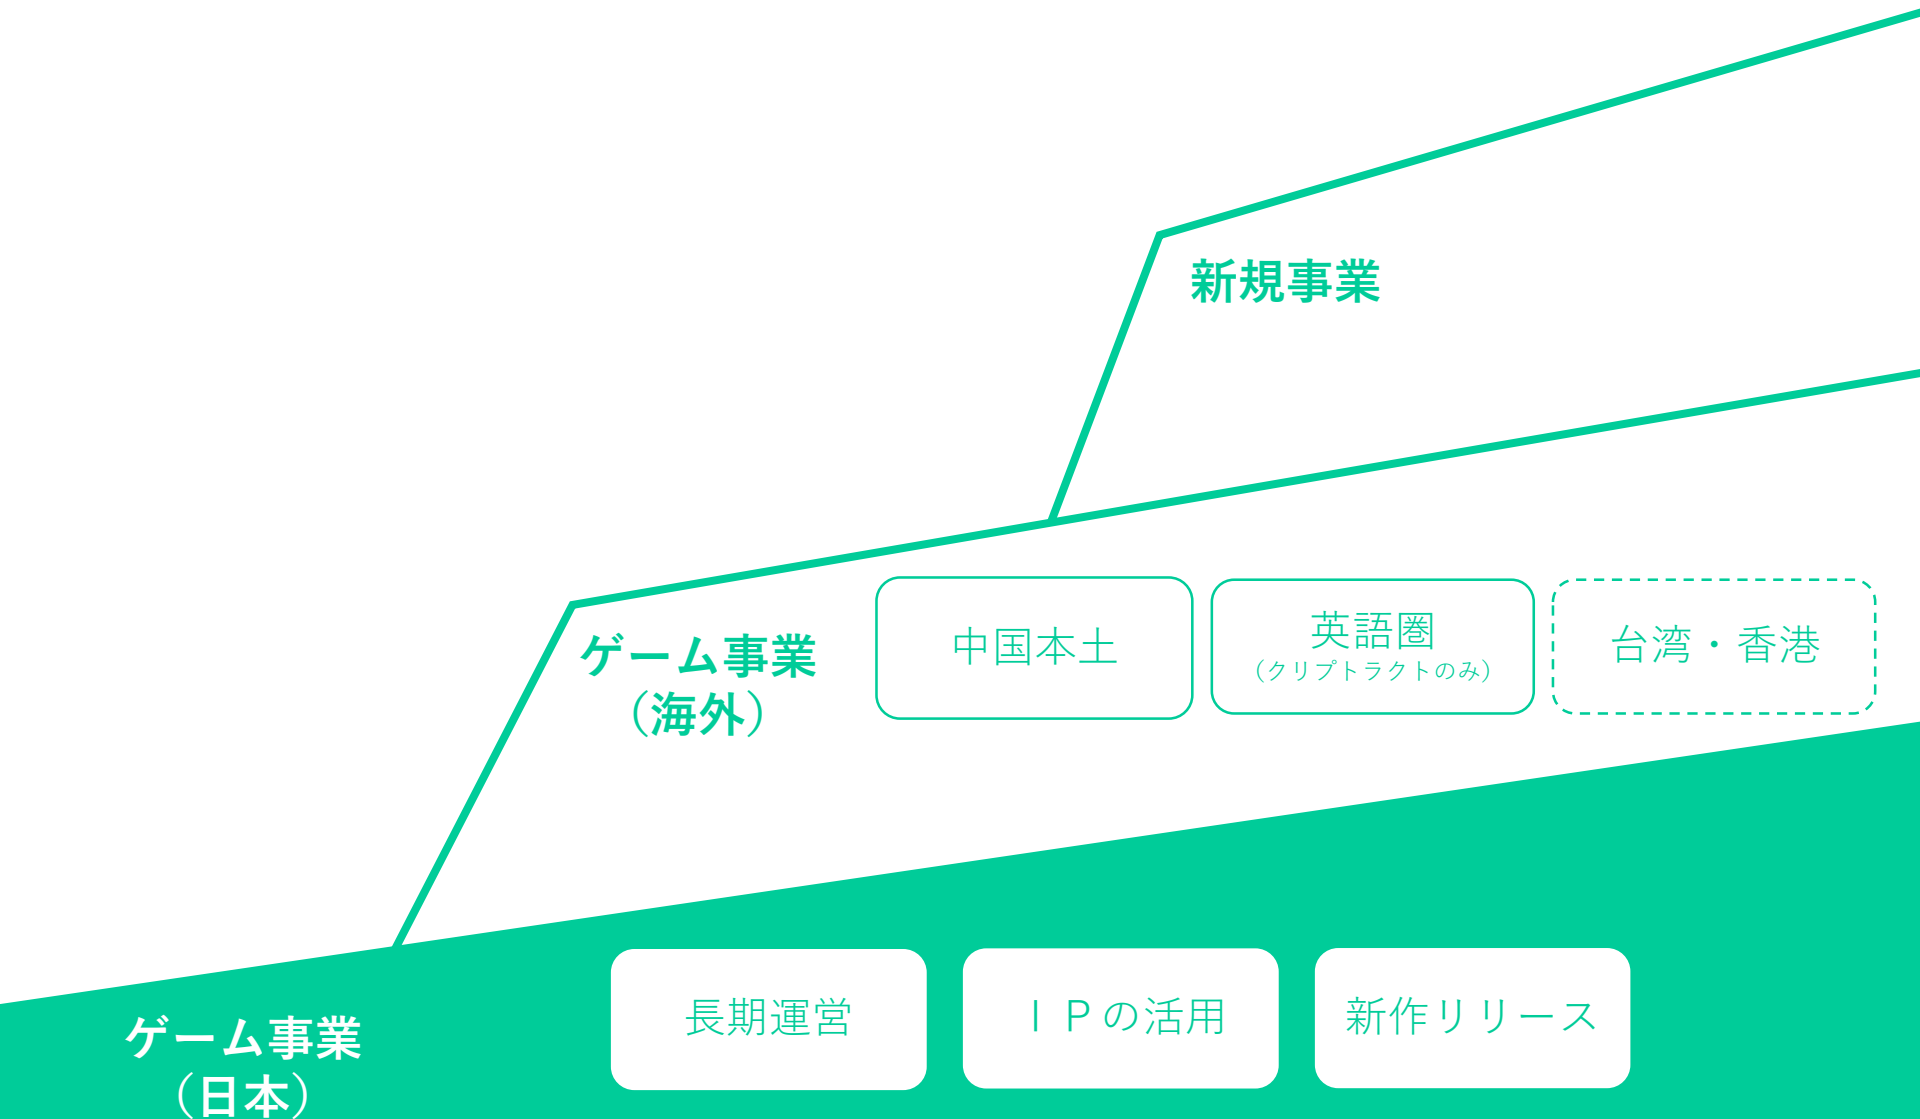 新規事業
ゲーム事業
（海外）
中国本土
英語圏
（クリプトラクトのみ）
台湾・香港
ゲーム事業
（日本）
長期運営
ＩＰの活用
新作リリース